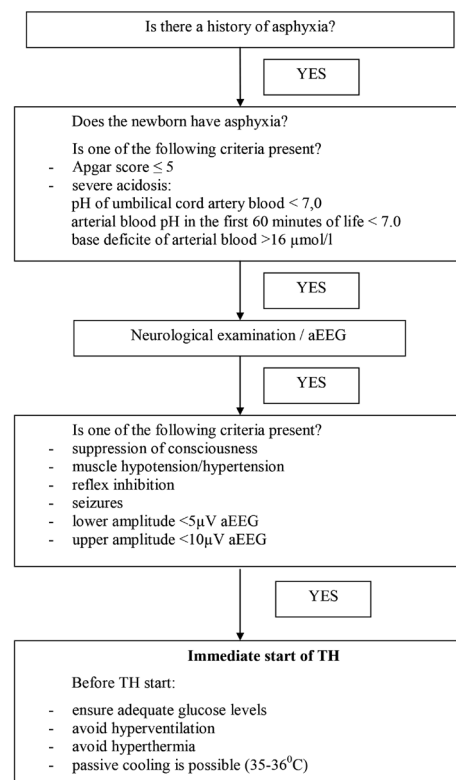 Is there a history of asphyxia?
YES
Does the newborn have asphyxia?
Is one of the following criteria present?
- Apgar score ≤ 5
- severe acidosis:
pH of umbilical cord artery blood < 7,0
arterial blood pH in the first 60 minutes of life < 7.0
base deficite of arterial blood >16 µmol/l
YES
Neurological examination / aEEG
YES
Is one of the following criteria present?
- suppression of consciousness
- muscle hypotension/hypertension
- reflex inhibition
- seizures
- lower amplitude <5µV aEEG
- upper amplitude <10µV aEEG
YES
Immediate start of TH
Before TH start:
- ensure adequate glucose levels
- avoid hyperventilation
- avoid hyperthermia
- passive cooling is possible (35-36⁰C)